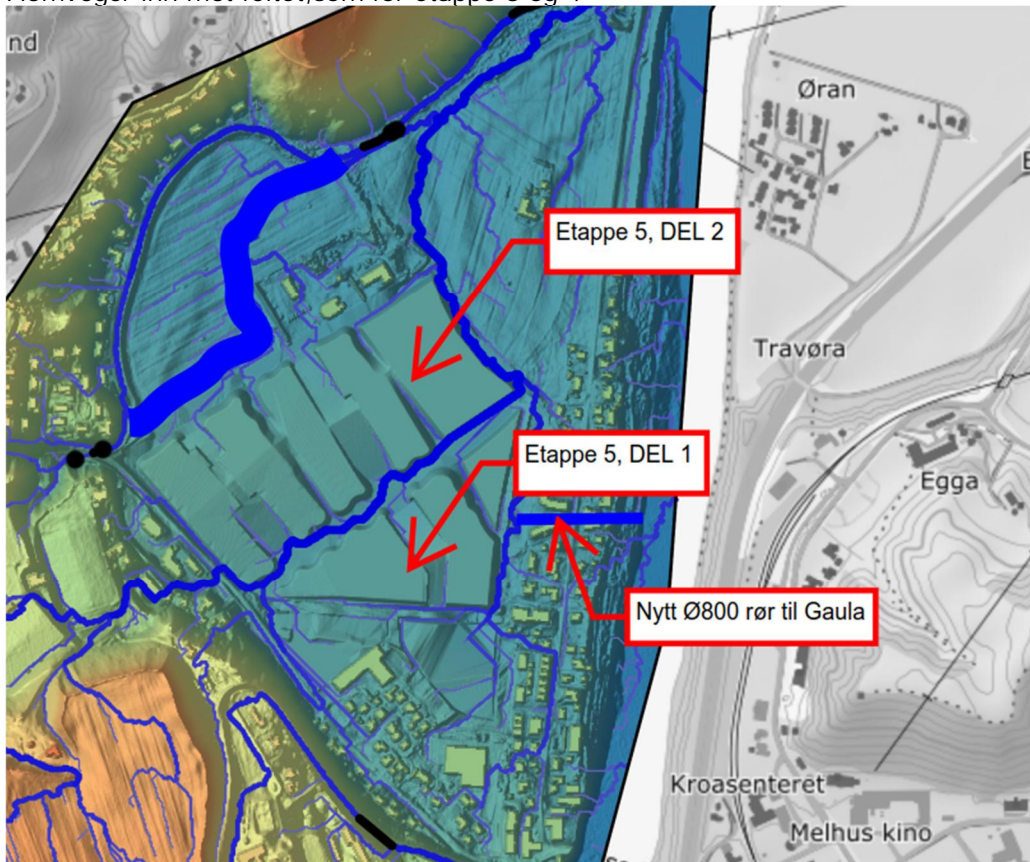 nd
Øran
Etappe 5, DEL 2
Travøra
Etappe 5, DEL 1
Egga
Nytt Ø800 rør til Gaula
Kroasenteret
Melhus kino